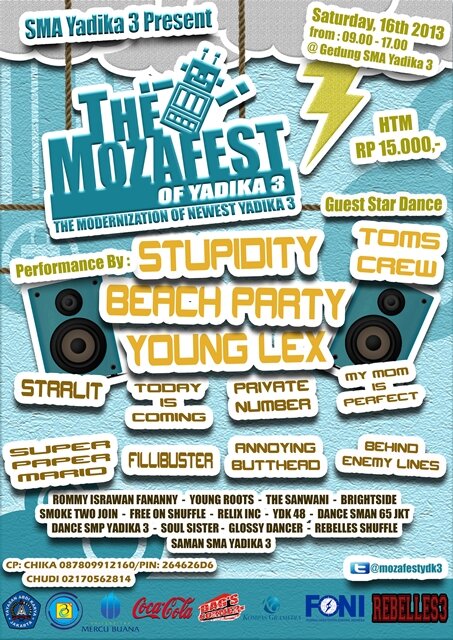 SMA Yadika 3 Present
Saturday, 16th 2013
from : 09.00 - 17.00
@ Gedung SMA Yadika 3
THE
MOZAFEST
OF YADIKA 3
THE MODERNIZATION OF NEWEST YADIKA 3
HTM
RP 15.000,-
Guest Star Dance
TOMS
CREW
Performance By : STUPIDITY
BEACH PARTY
YOUNG LEX
STARLIT
TODAY
IS
COMING
PRIVATE
NUMBER
MY MOM
IS
PERFECT
SUPER
PAPER
MARIO
FILLIBUSTER
ANNOYING
BUTTHEAD
BEHIND
ENEMY LINES
ROMMY ISRAWAN FANANNY - YOUNG ROOTS - THE SANWANI - BRIGHTSIDE
SMOKE TWO JOIN - FREE ON SHUFFLE - RELIX INC - YDK 48 - DANCE SMAN 65 JKT
DANCE SMP YADIKA 3 - SOUL SISTER - GLOSSY DANCER - REBELLES SHUFFLE
SAMAN SMA YADIKA 3
CP: CHIKA 087809912160/PIN: 264626D6
CHUDI 02170562814
@mozafestydk3
MERCU BUANA
Coca-Cola
KOMPAS GRAMEDIA
FONI
REBELLES3